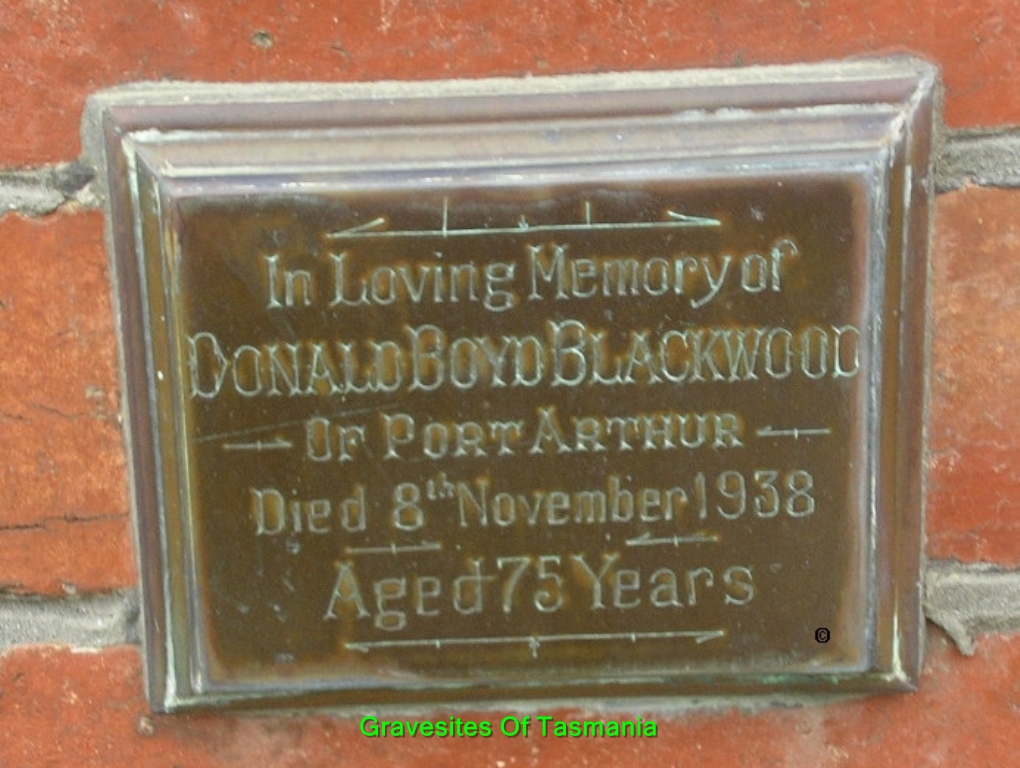 In Loving Memory of
DONALD BOYD BLACKWOOD
OF PORT ARTHUR
Died 8th November 1938
Aged 75 Years
©
Gravesites Of Tasmania